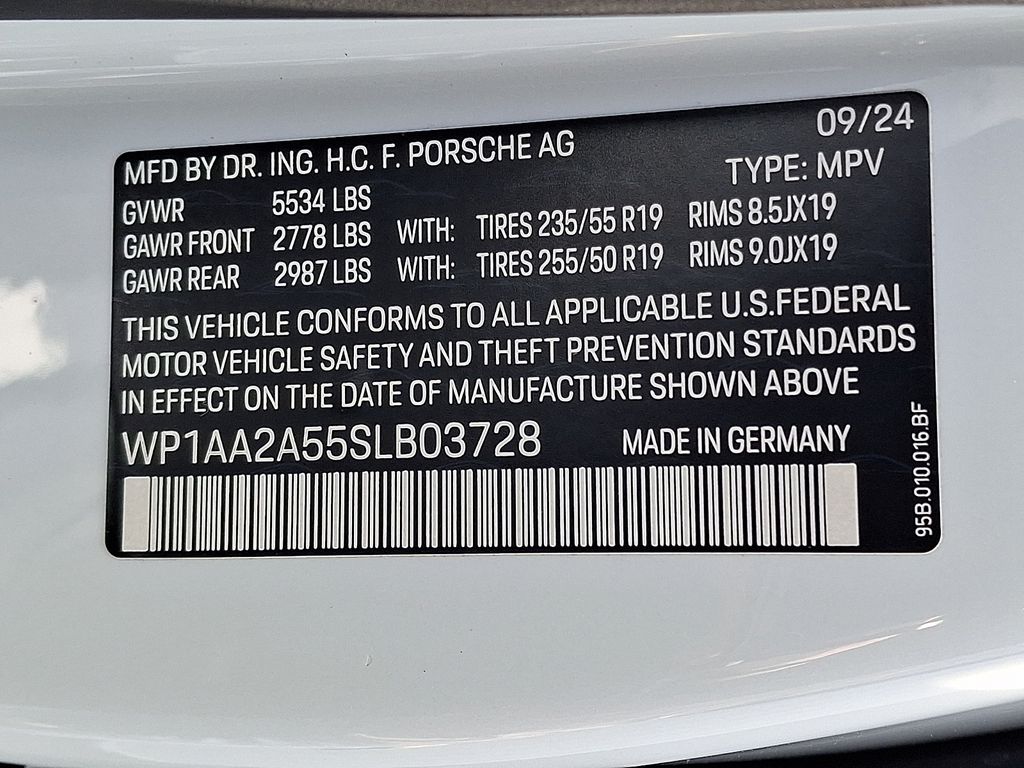 09/24
MFD BY DR. ING. H.C. F. PORSCHE AG
TYPE: MPV
GVWR 5534 LBS
GAWR FRONT 2778 LBS WITH: TIRES 235/55 R19 RIMS 8.5JX19
GAWR REAR 2987 LBS WITH: TIRES 255/50 R19 RIMS 9.0JX19
THIS VEHICLE CONFORMS TO ALL APPLICABLE U.S.FEDERAL
MOTOR VEHICLE SAFETY AND THEFT PREVENTION STANDARDS
IN EFFECT ON THE DATE OF MANUFACTURE SHOWN ABOVE
WP1AA2A55SLB03728 MADE IN GERMANY
95B.010.016.BF